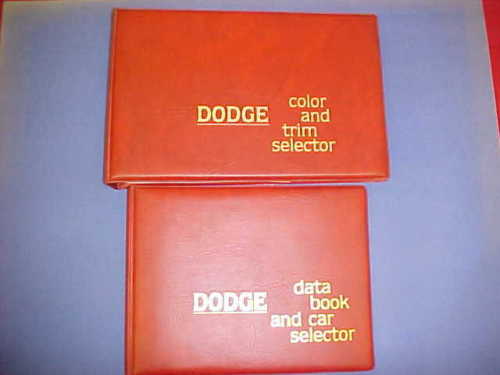 DODGE
color
and
trim
selector
DODGE
data
book
and car
selector